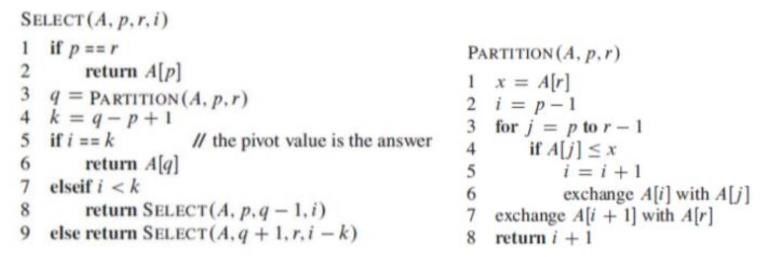 SELECT(A, p, r, i)
1 if p == r
2 return A[p]
3 q = PARTITION(A, p, r)
4 k = q − p + 1
5 if i == k // the pivot value is the answer
6 return A[q]
7 elseif i < k
8 return SELECT(A, p, q − 1, i)
9 else return SELECT(A, q + 1, r, i − k)
PARTITION(A, p, r)
1 x = A[r]
2 i = p − 1
3 for j = p to r − 1
4 if A[j] ≤ x
5 i = i + 1
6 exchange A[i] with A[j]
7 exchange A[i + 1] with A[r]
8 return i + 1